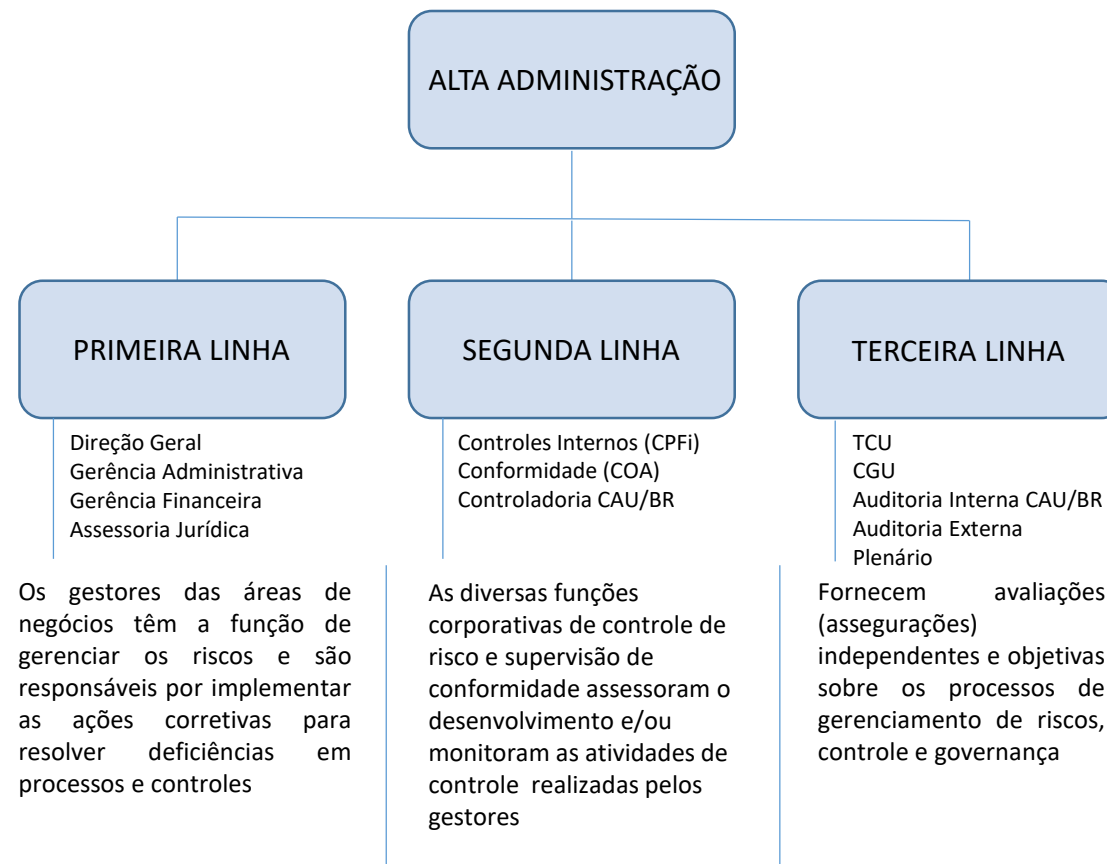 ALTA ADMINISTRAÇÃO
PRIMEIRA LINHA
Direção Geral
Gerência Administrativa
Gerência Financeira
Assessoria Jurídica
Os gestores das áreas de
negócios têm a função de
gerenciar os riscos e são
responsáveis por implementar
as ações corretivas para
resolver deficiências em
processos e controles
SEGUNDA LINHA
Controles Internos (CPFi)
Conformidade (COA)
Controladoria CAU/BR
As diversas funções
corporativas de controle de
risco e supervisão de
conformidade assessoram o
desenvolvimento e/ou
monitoram as atividades de
controle realizadas pelos
gestores
TERCEIRA LINHA
TCU
CGU
Auditoria Interna CAU/BR
Auditoria Externa
Plenário
Fornecem avaliações
(assegurações)
independentes e objetivas
sobre os processos de
gerenciamento de riscos,
controle e governança